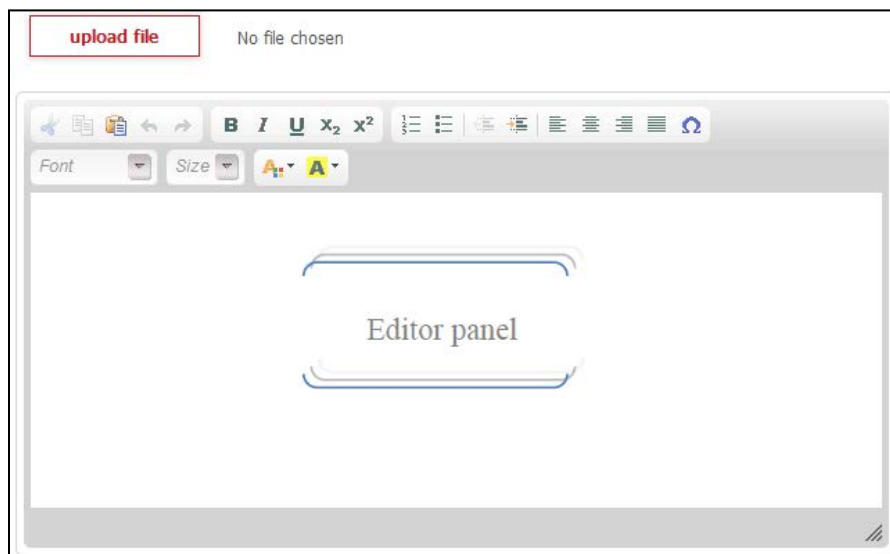 upload file No file chosen
B I U X₂ X² Ω
Font Size A A
Editor panel